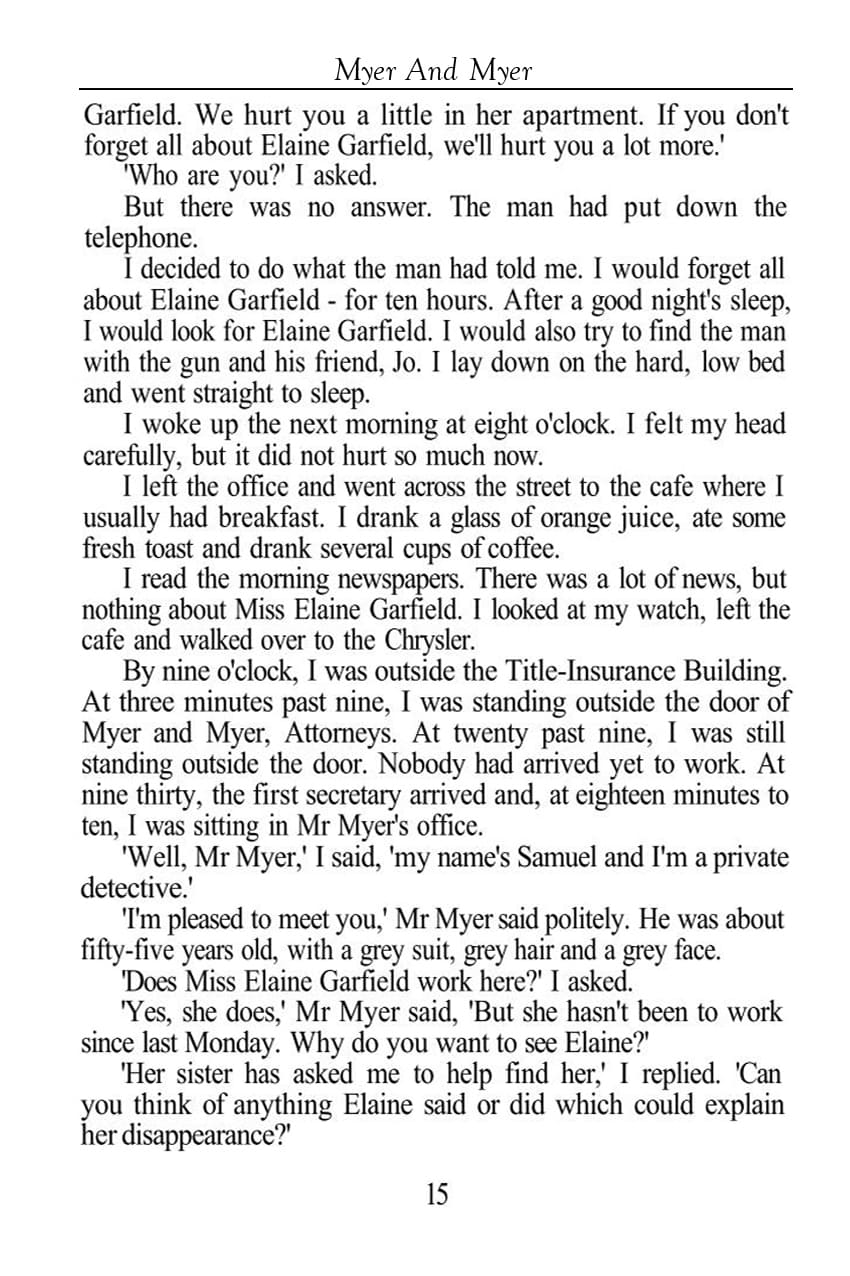 Myer And Myer
Garfield. We hurt you a little in her apartment. If you don't
forget all about Elaine Garfield, we'll hurt you a lot more.'
'Who are you?' I asked.
But there was no answer. The man had put down the
telephone.
I decided to do what the man had told me. I would forget all
about Elaine Garfield - for ten hours. After a good night's sleep,
I would look for Elaine Garfield. I would also try to find the man
with the gun and his friend, Jo. I lay down on the hard, low bed
and went straight to sleep.
I woke up the next morning at eight o'clock. I felt my head
carefully, but it did not hurt so much now.
I left the office and went across the street to the cafe where I
usually had breakfast. I drank a glass of orange juice, ate some
fresh toast and drank several cups of coffee.
I read the morning newspapers. There was a lot of news, but
nothing about Miss Elaine Garfield. I looked at my watch, left the
cafe and walked over to the Chrysler.
By nine o'clock, I was outside the Title-Insurance Building.
At three minutes past nine, I was standing outside the door of
Myer and Myer, Attorneys. At twenty past nine, I was still
standing outside the door. Nobody had arrived yet to work. At
nine thirty, the first secretary arrived and, at eighteen minutes to
ten, I was sitting in Mr Myer's office.
'Well, Mr Myer,' I said, 'my name's Samuel and I'm a private
detective.'
'I'm pleased to meet you,' Mr Myer said politely. He was about
fifty-five years old, with a grey suit, grey hair and a grey face.
'Does Miss Elaine Garfield work here?' I asked.
'Yes, she does,' Mr Myer said, 'But she hasn't been to work
since last Monday. Why do you want to see Elaine?'
'Her sister has asked me to help find her,' I replied. 'Can
you think of anything Elaine said or did which could explain
her disappearance?'
15